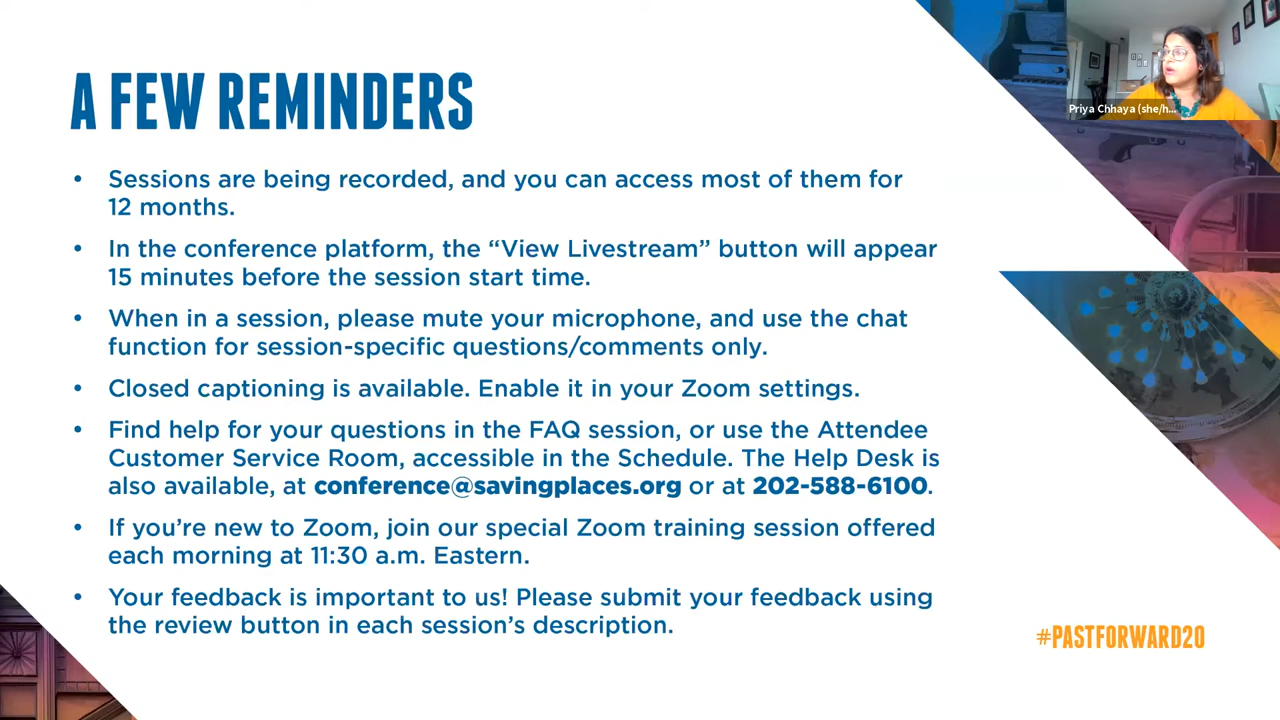 Priya Chhaya (she/h...
A FEW REMINDERS
• Sessions are being recorded, and you can access most of them for
12 months.
• In the conference platform, the “View Livestream” button will appear
15 minutes before the session start time.
• When in a session, please mute your microphone, and use the chat
function for session-specific questions/comments only.
• Closed captioning is available. Enable it in your Zoom settings.
• Find help for your questions in the FAQ session, or use the Attendee
Customer Service Room, accessible in the Schedule. The Help Desk is
also available, at conference@savingplaces.org or at 202-588-6100.
• If you’re new to Zoom, join our special Zoom training session offered
each morning at 11:30 a.m. Eastern.
• Your feedback is important to us! Please submit your feedback using
the review button in each session’s description.
#PASTFORWARD20